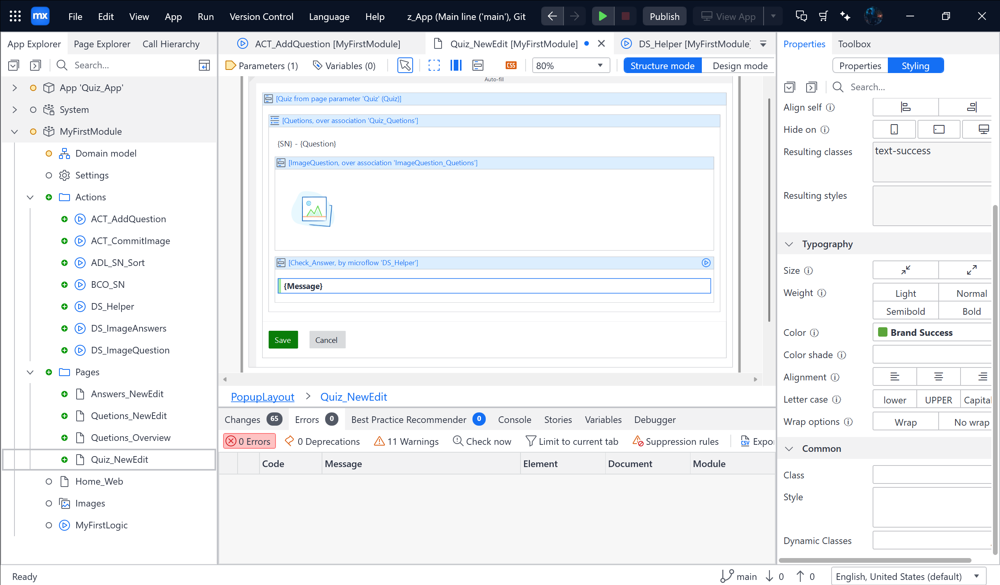 mx File Edit View App Run Version Control Language Help z_App (Main line ('main'), Git Publish View App
App Explorer Page Explorer Call Hierarchy
Search...
App 'Quiz_App'
System
MyFirstModule
Domain model
Settings
Actions
ACT_AddQuestion
ACT_CommitImage
ADL_SN_Sort
BCO_SN
DS_Helper
DS_ImageAnswers
DS_ImageQuestion
Pages
Answers_NewEdit
Quetions_NewEdit
Quetions_Overview
Quiz_NewEdit
Home_Web
Images
MyFirstLogic
ACT_AddQuestion [MyFirstModule] Quiz_NewEdit [MyFirstModule] DS_Helper [MyFirstModule]
Parameters (1) Variables (0) CSS 80% Structure mode Design mode
Auto-fill
[Quiz from page parameter 'Quiz' (Quiz)]
[Quetions, over association 'Quiz_Quetions']
{SN} - {Question}
[ImageQuestion, over association 'ImageQuestion_Quetions']
[Check_Answer, by microflow 'DS_Helper']
{Message}
Save Cancel
PopupLayout > Quiz_NewEdit
Changes 65 Errors 0 Best Practice Recommender 0 Console Stories Variables Debugger
0 Errors 0 Deprecations 11 Warnings Check now Limit to current tab Suppression rules CSV Expor
Code Message Element Document Module
Properties Toolbox
Properties Styling
Search...
Align self
Hide on
Resulting classes text-success
Resulting styles
Typography
Size
Weight Light Normal
Semibold Bold
Color Brand Success
Color shade
Alignment
Letter case lower UPPER Capital
Wrap options Wrap No wrap
Common
Class
Style
Dynamic Classes
Ready main 0 0 English, United States (default)